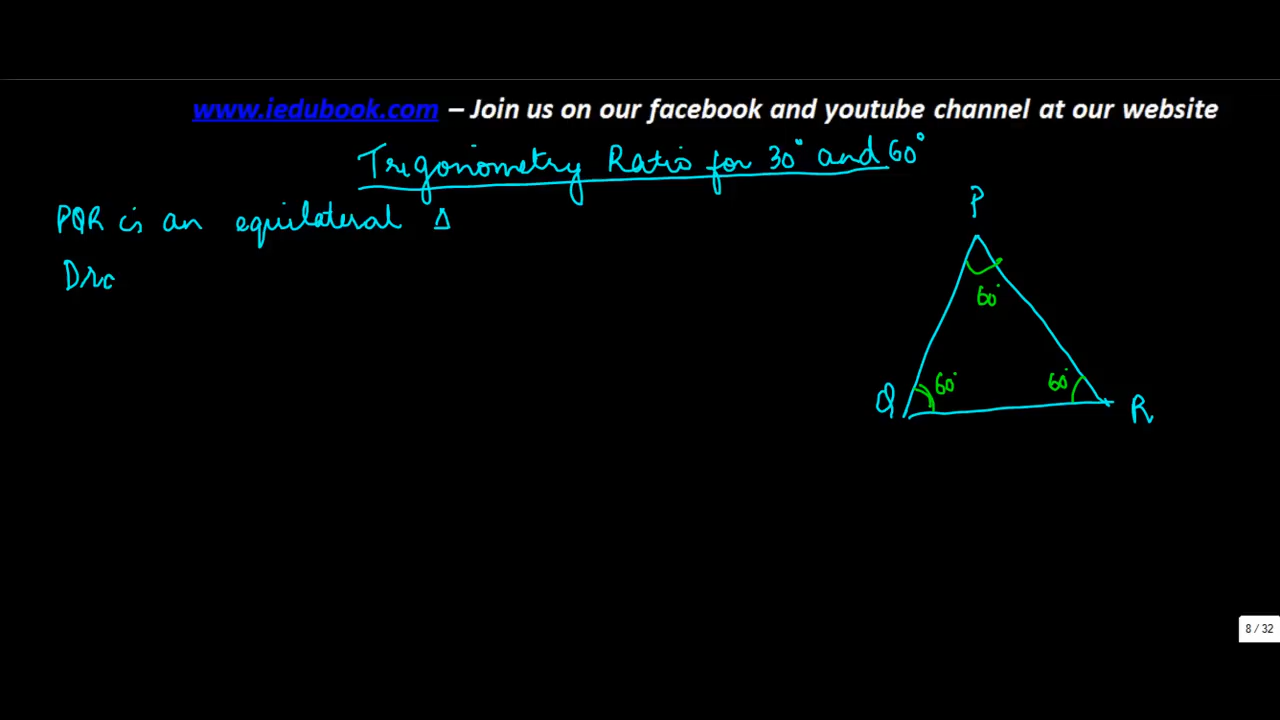 www.iedubook.com – Join us on our facebook and youtube channel at our website
Trigonometry Ratio for 30° and 60°
PQR is an equilateral Δ
Dra
P
60°
Q
60°
60°
R
8 / 32